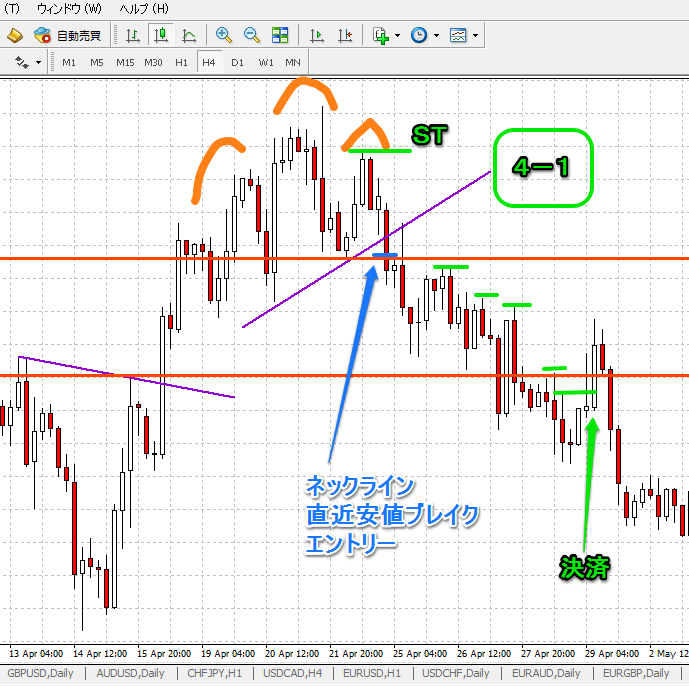 (T) ウィンドウ(W) ヘルプ(H)
自動売買
M1 M5 M15 M30 H1 H4 D1 W1 MN
ST
4－1
ネックライン
直近安値ブレイク
エントリー
決済
13 Apr 04:00 14 Apr 12:00 15 Apr 20:00 19 Apr 04:00 20 Apr 12:00 21 Apr 20:00 25 Apr 04:00 26 Apr 12:00 27 Apr 20:00 29 Apr 04:00 2 May 12:
GBPUSD,Daily AUDUSD,Daily CHFJPY,H1 USDCAD,H4 EURUSD,H1 USDCHF,Daily EURAUD,Daily EURGBP,Daily